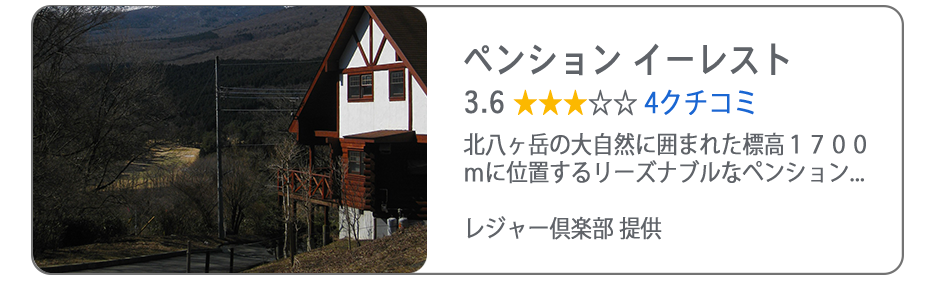 ペンション イーレスト
3.6 ★★★☆☆ 4クチコミ
北八ヶ岳の大自然に囲まれた標高１７００
mに位置するリーズナブルなペンション...
レジャー倶楽部 提供